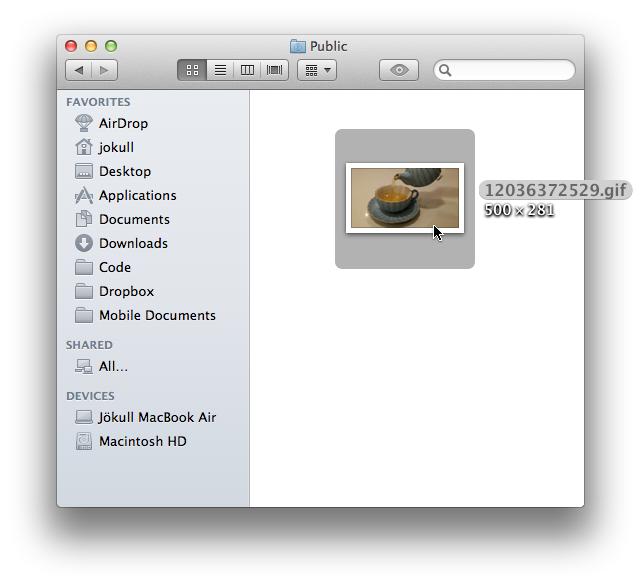 Public
FAVORITES
AirDrop
jokull
Desktop
Applications
Documents
Downloads
Code
Dropbox
Mobile Documents
SHARED
All...
DEVICES
Jökull MacBook Air
Macintosh HD
12036372529.gif
500 × 281